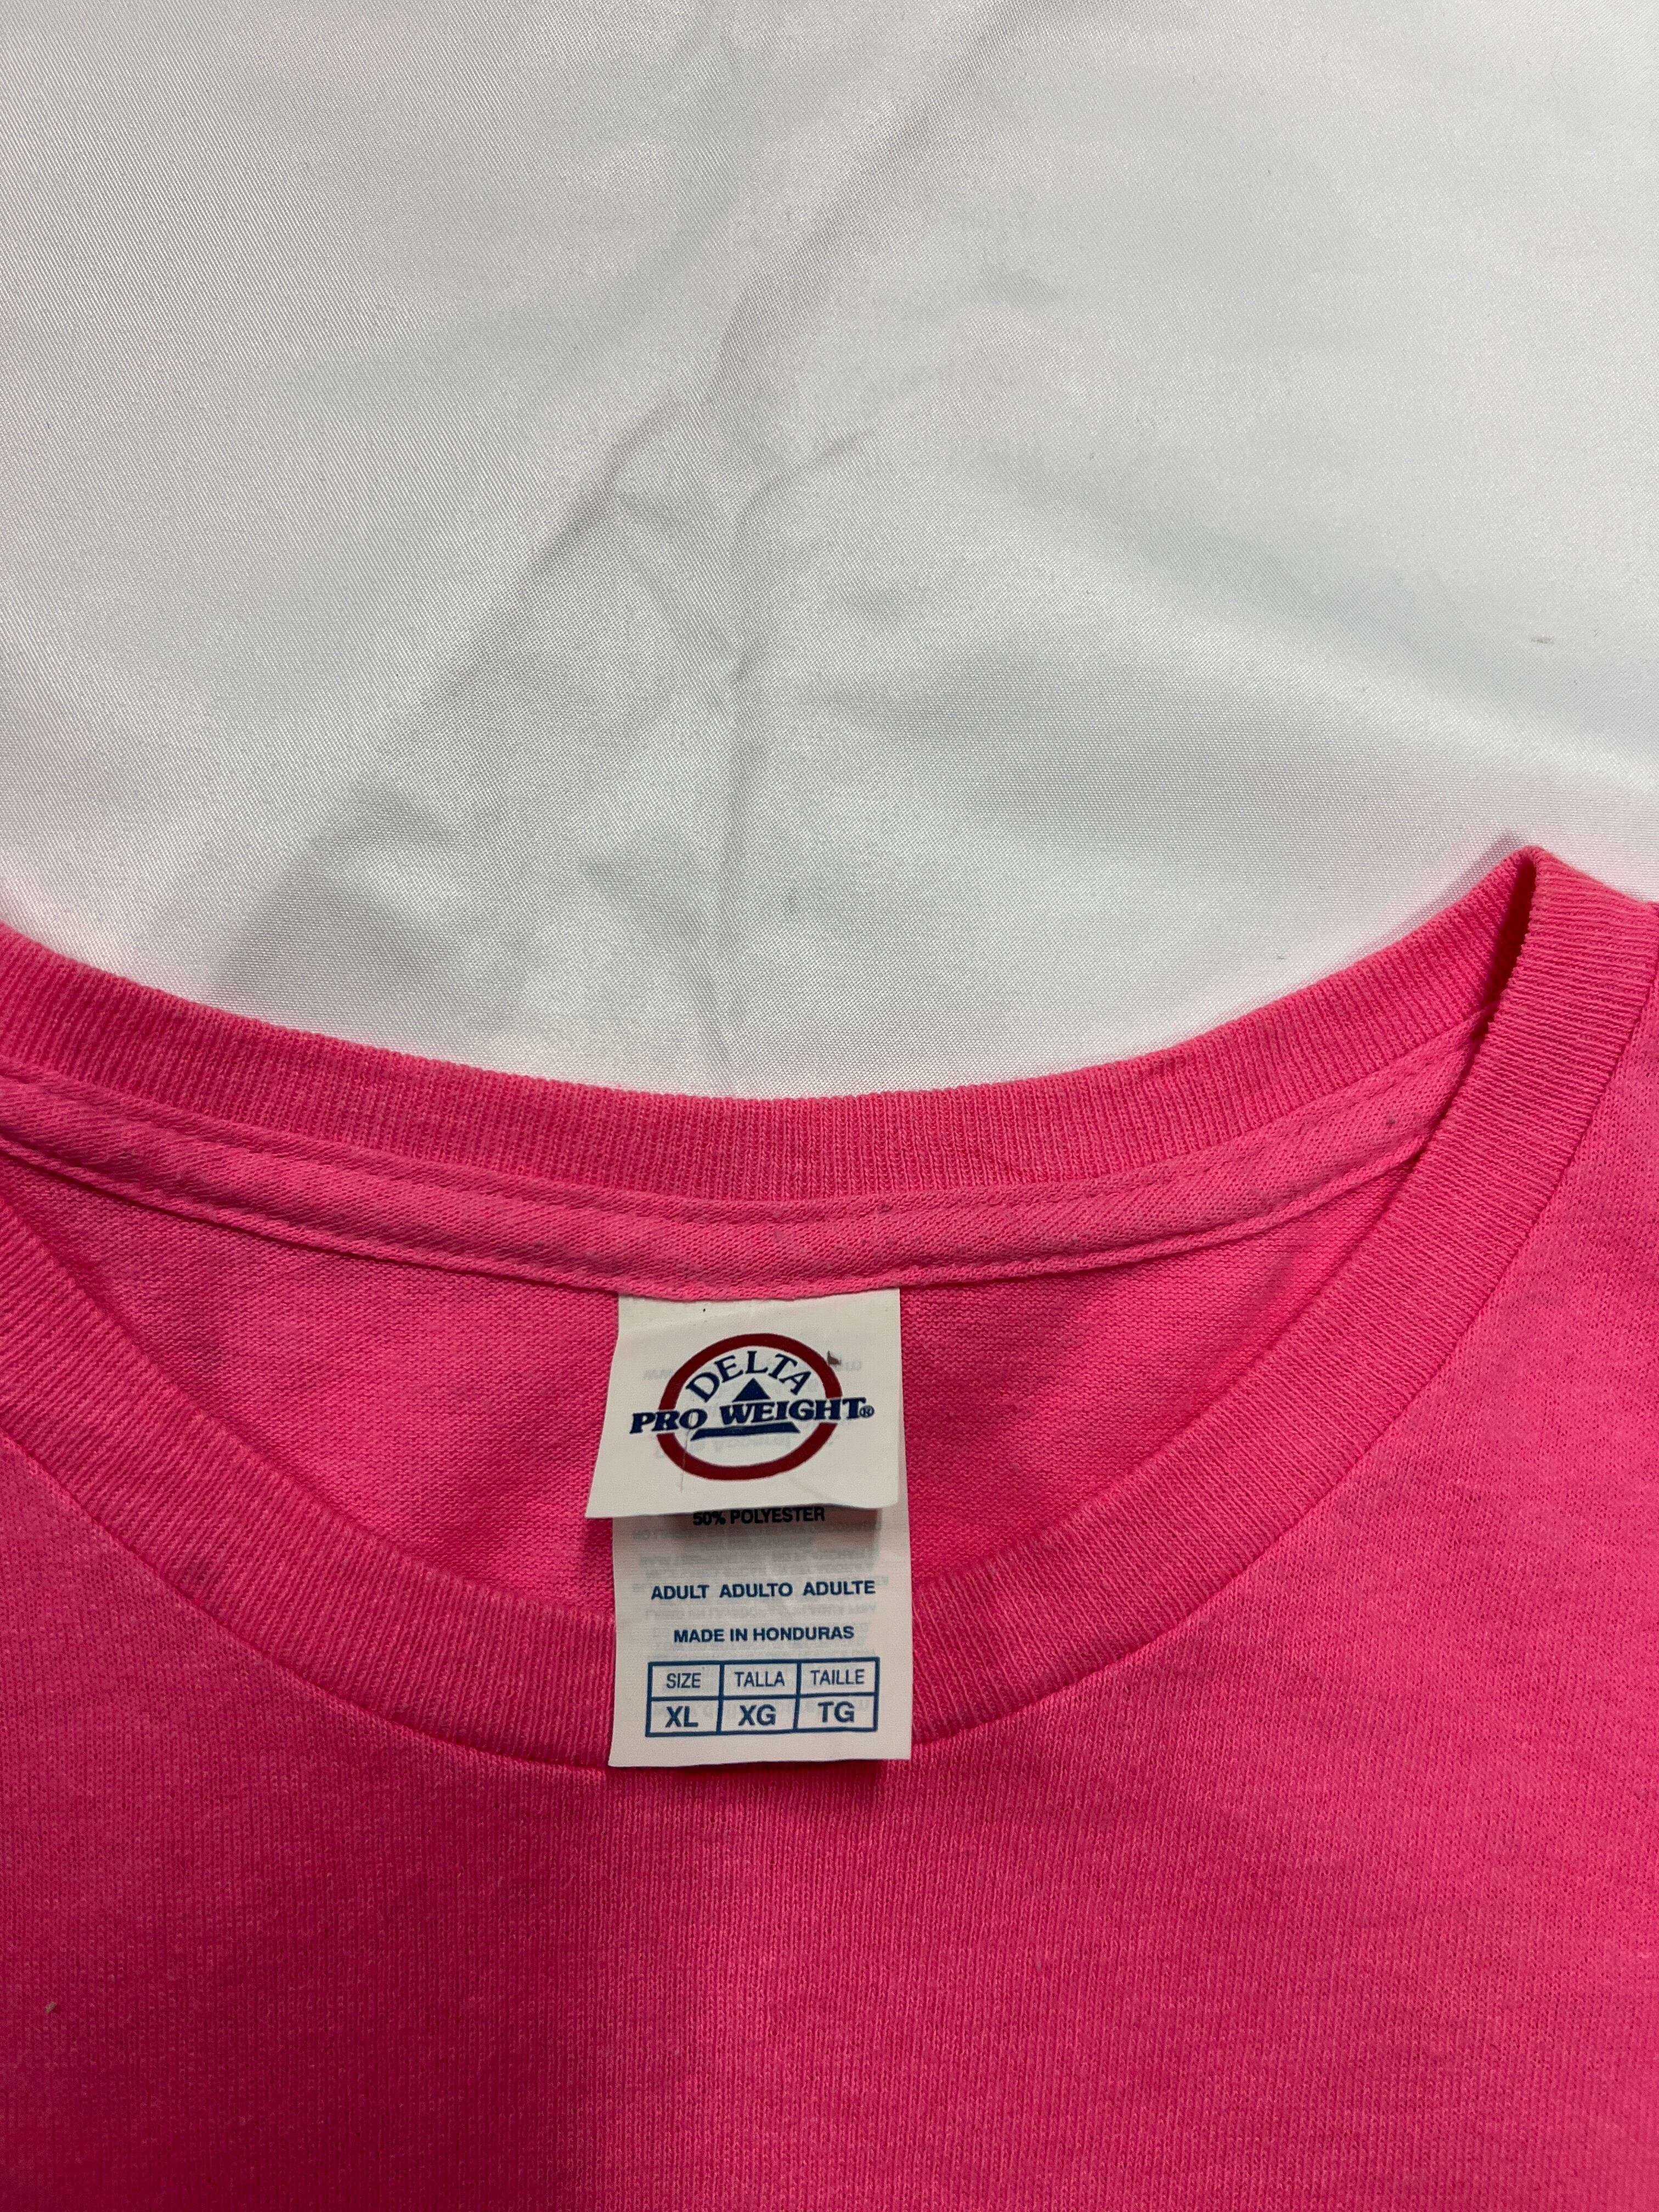 DELTA
PRO WEIGHT®
50% POLYESTER
ADULT ADULTO ADULTE
MADE IN HONDURAS
SIZE TALLA TAILLE
XL XG TG